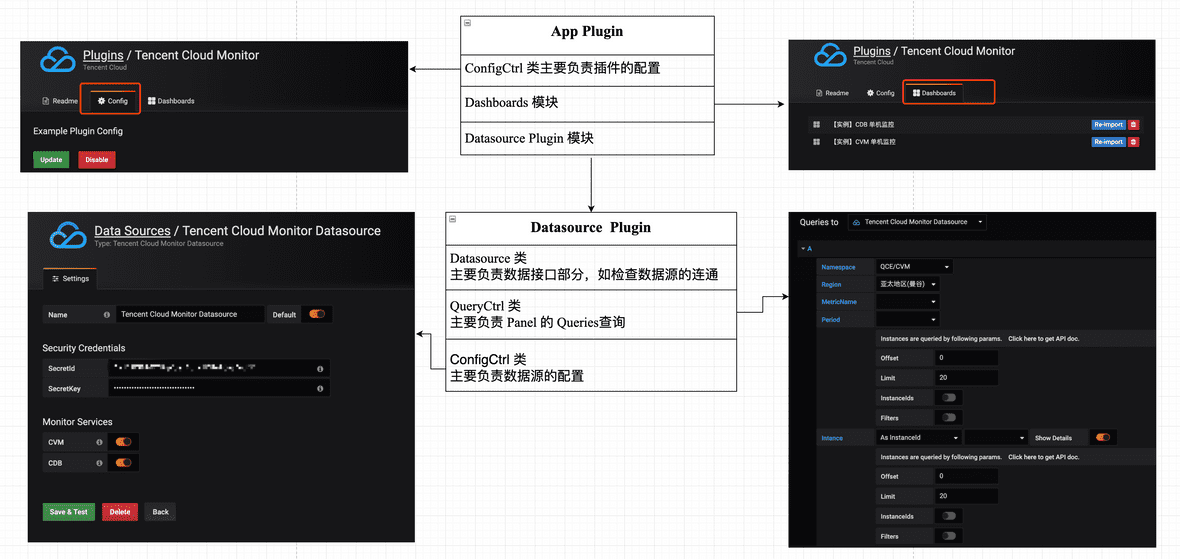 App Plugin
ConfigCtrl 类主要负责插件的配置
Dashboards 模块
Datasource Plugin 模块
Plugins / Tencent Cloud Monitor
Tencent Cloud
Readme
Config
Dashboards
Example Plugin Config
Update
Disable
Plugins / Tencent Cloud Monitor
Tencent Cloud
Readme
Config
Dashboards
【实例】CDB 单机监控
Re-import
【实例】CVM 单机监控
Re-import
Datasource Plugin
Datasource 类
主要负责数据接口部分，如检查数据源的连通
QueryCtrl 类
主要负责 Panel 的 Queries查询
ConfigCtrl 类
主要负责数据源的配置
Data Sources / Tencent Cloud Monitor Datasource
Type: Tencent Cloud Monitor Datasource
Settings
Name
Tencent Cloud Monitor Datasource
Default
Security Credentials
SecretId
SecretKey
Monitor Services
CVM
CDB
Save & Test
Delete
Back
Queries to
Tencent Cloud Monitor Datasource
A
Namespace
QCE/CVM
Region
亚太地区(曼谷)
MetricName
Period
Instances are queried by following params. Click here to get API doc.
Offset
0
Limit
20
InstanceIds
Filters
Intance
As InstanceId
Show Details
Instances are queried by following params. Click here to get API doc.
Offset
0
Limit
20
InstanceIds
Filters